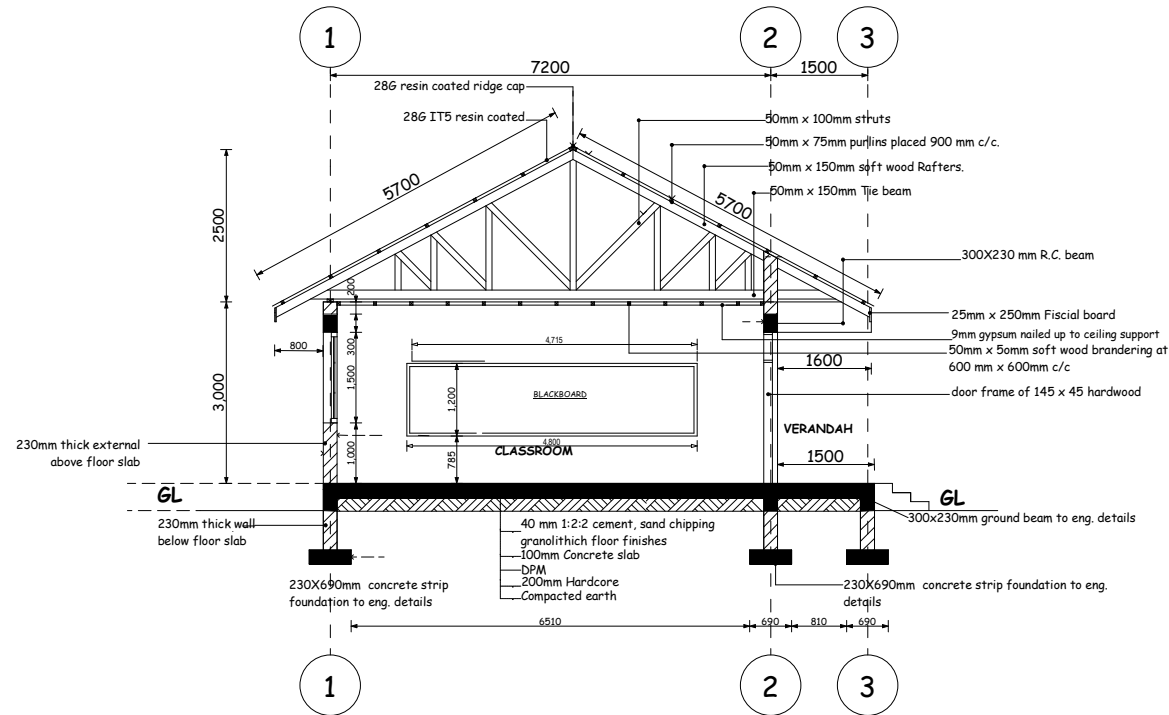 1
2
3
7200
1500
28G resin coated ridge cap
28G IT5 resin coated
50mm x 100mm struts
50mm x 75mm purlins placed 900 mm c/c.
50mm x 150mm soft wood Rafters.
50mm x 150mm Tie beam
5700
5700
2500
300X230 mm R.C. beam
200
25mm x 250mm Fiscial board
9mm gypsum nailed up to ceiling support
50mm x 5mm soft wood brandering at
600 mm x 600mm c/c
800
300
4,715
1600
3,000
1,500
1,200
BLACKBOARD
door frame of 145 x 45 hardwood
230mm thick external
above floor slab
1,000
785
4,800
CLASSROOM
VERANDAH
1500
GL
GL
230mm thick wall
below floor slab
40 mm 1:2:2 cement, sand chipping
granolithich floor finishes
100mm Concrete slab
DPM
200mm Hardcore
Compacted earth
300x230mm ground beam to eng. details
230X690mm concrete strip
foundation to eng. details
230X690mm concrete strip foundation to eng.
details
6510
690
810
690
1
2
3